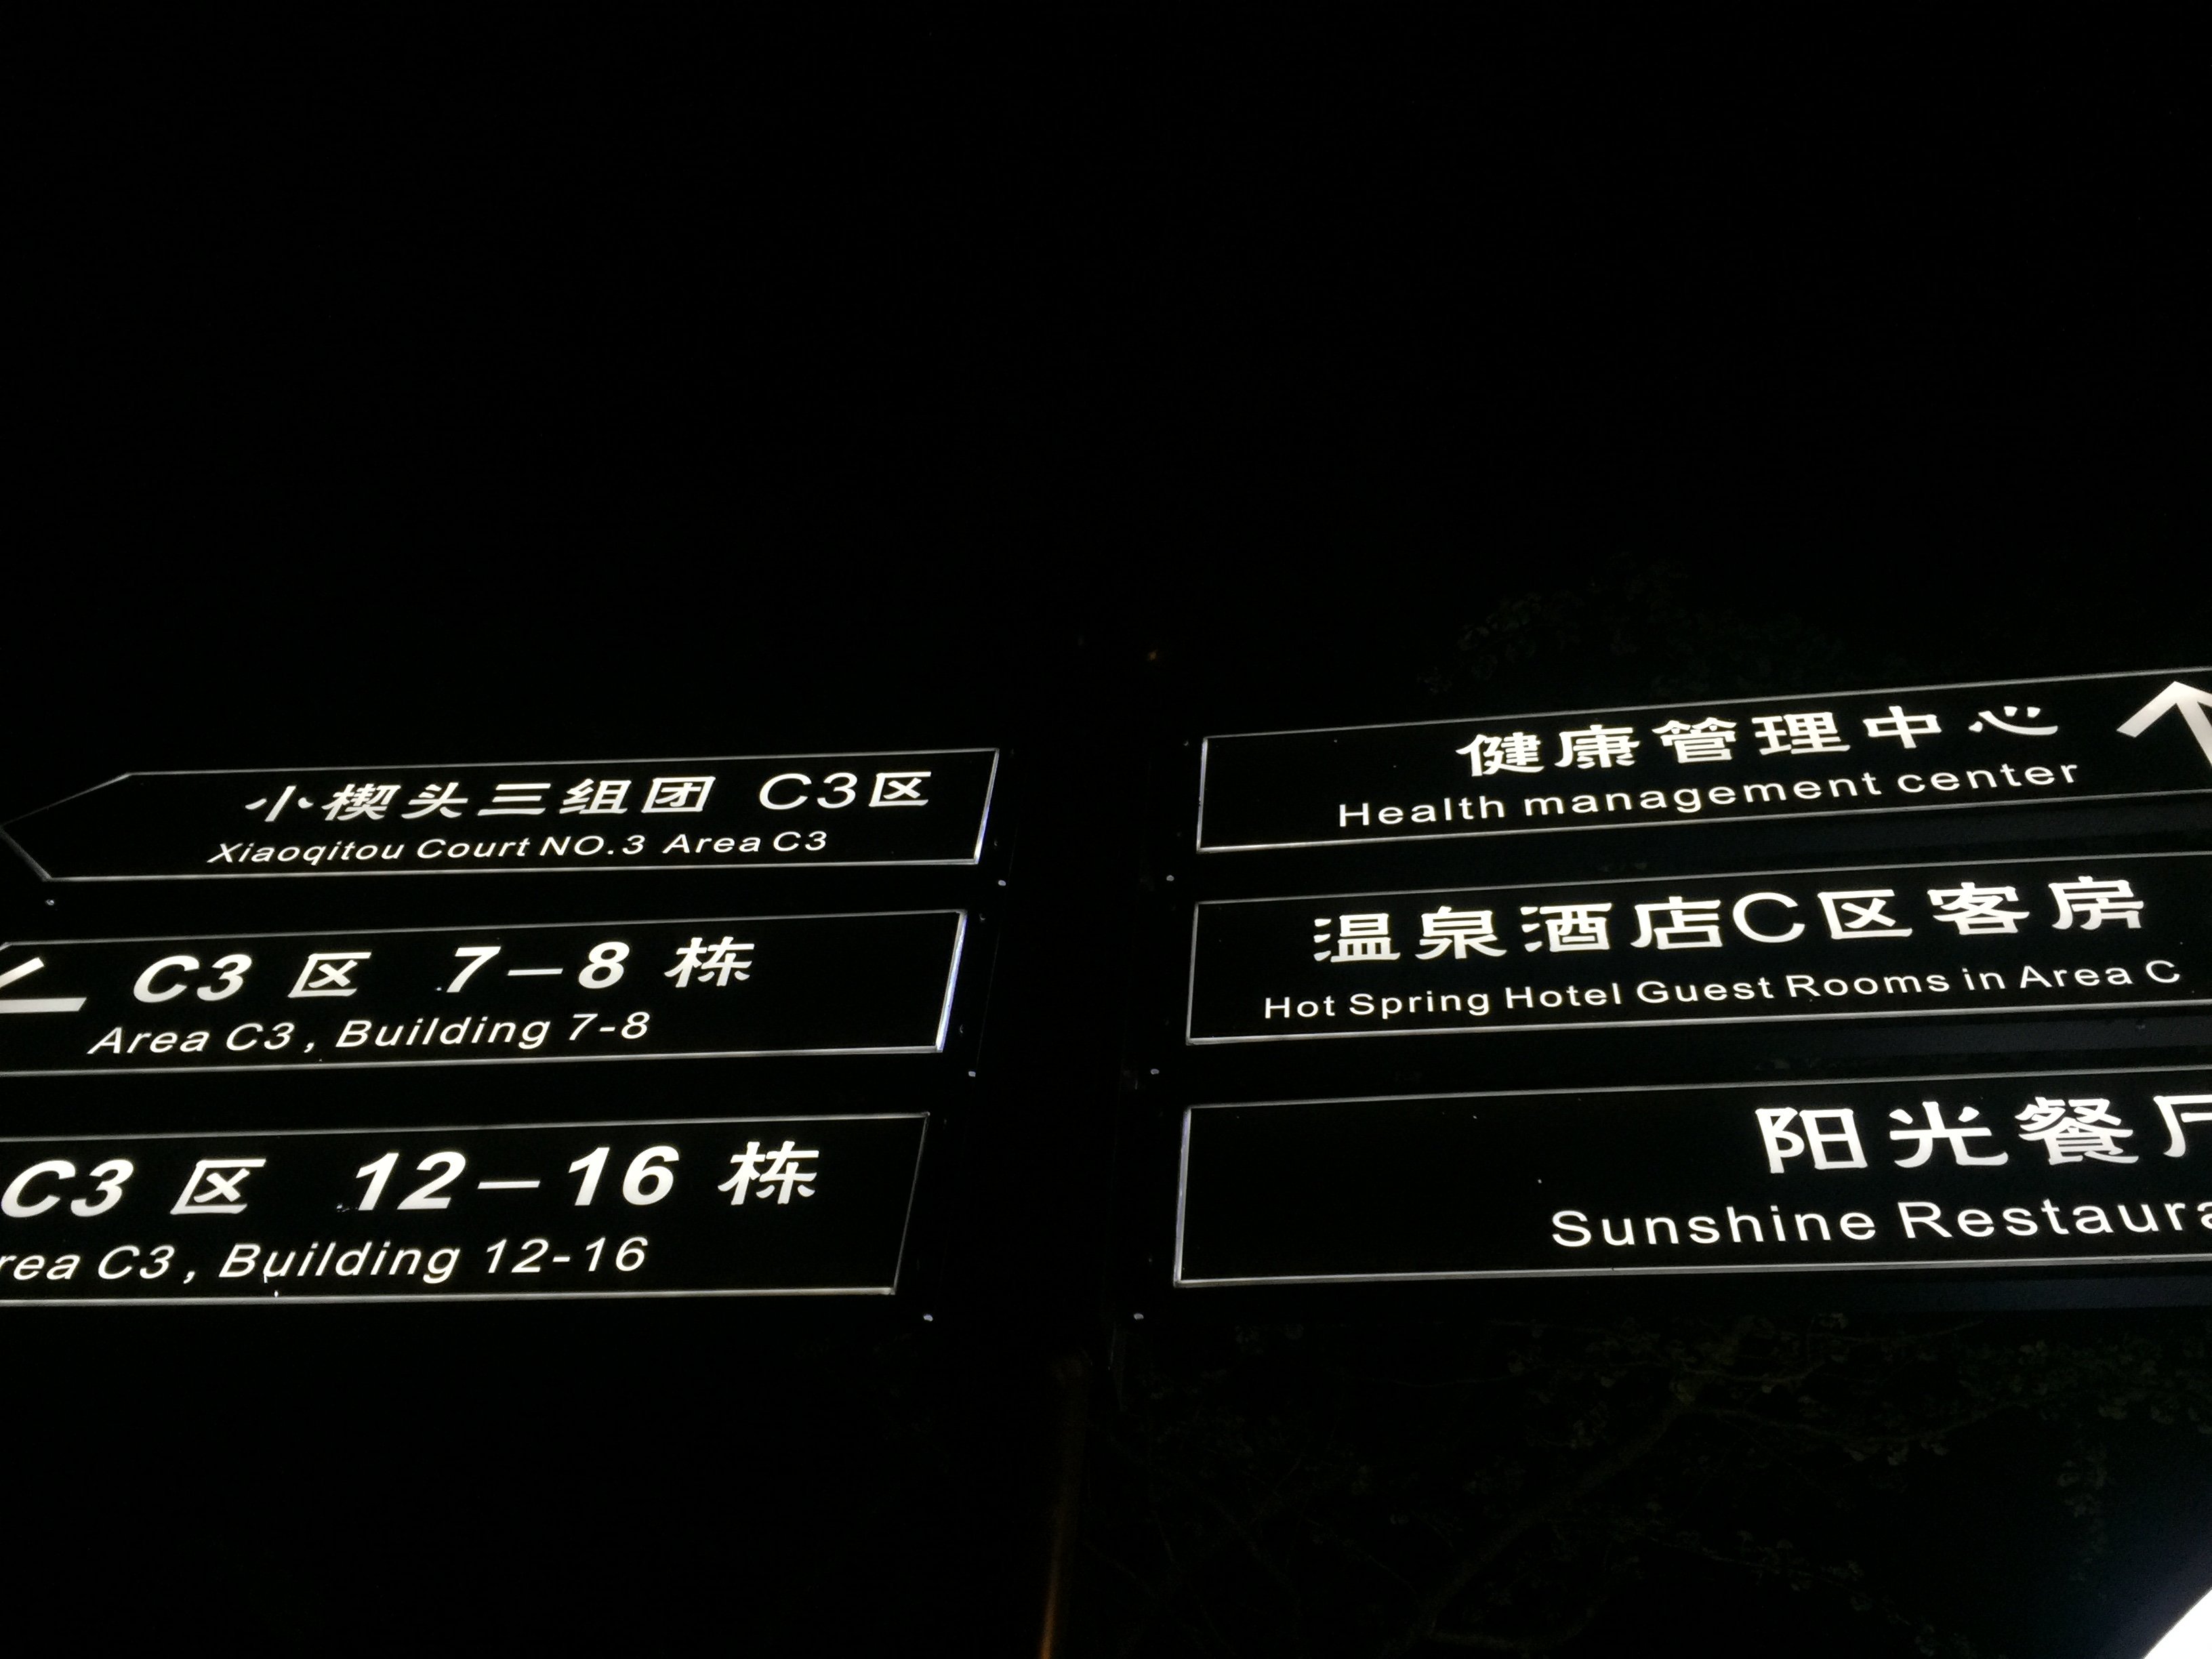 小楔头三组团 C3区
Xiaoqitou Court NO.3 Area C3
C3 区 7-8 栋
Area C3, Building 7-8
C3 区 12-16 栋
C3, Building 12-16
健康管理中心
Health management center
温泉酒店C区客房
Hot Spring Hotel Guest Rooms in Area C
阳光餐
Sunshine